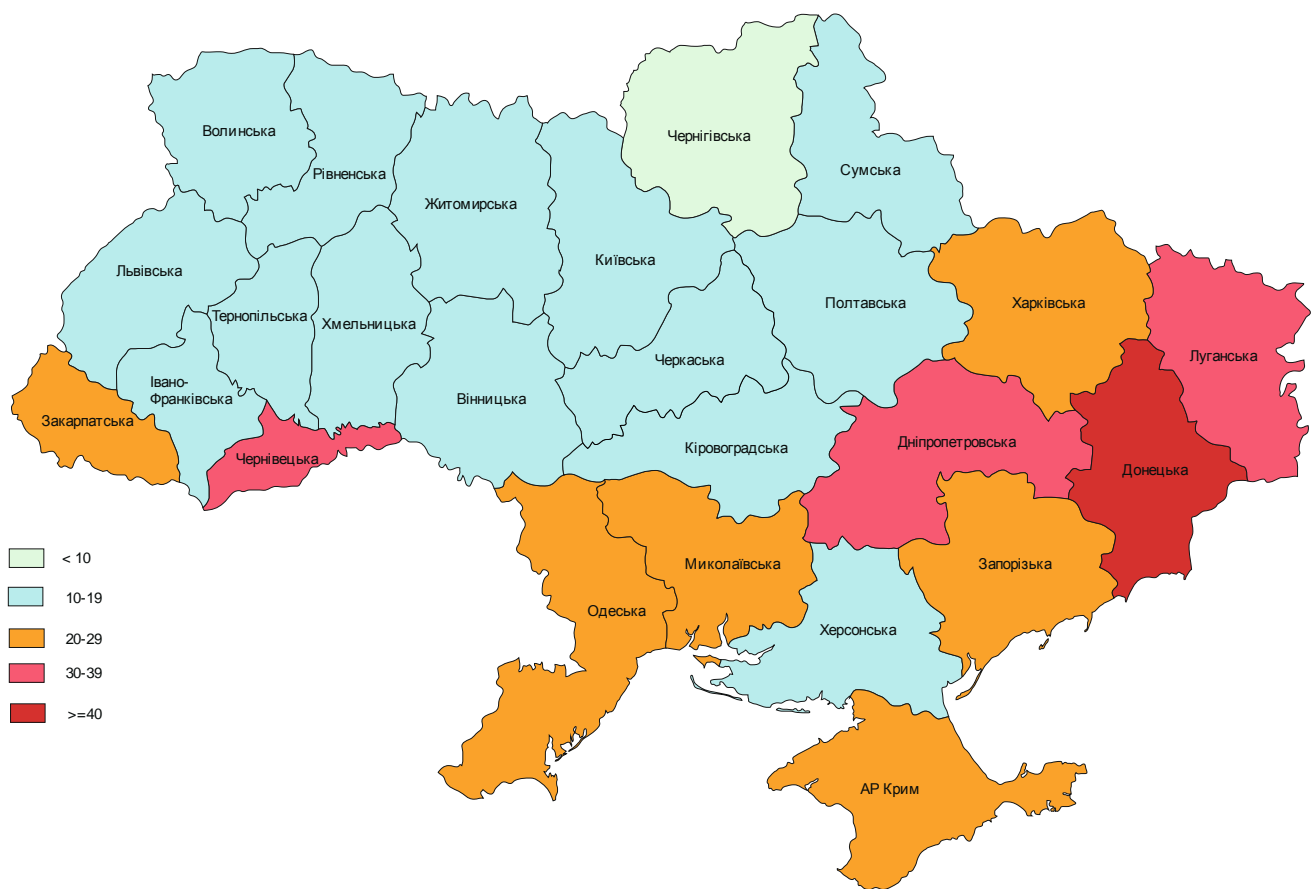 Волинська
Рівненська
Житомирська
Чернігівська
Сумська
Львівська
Тернопільська
Хмельницька
Київська
Полтавська
Харківська
Луганська
Івано-
Франківська
Закарпатська
Чернівецька
Вінницька
Черкаська
Кіровоградська
Дніпропетровська
Донецька
Одеська
Миколаївська
Херсонська
Запорізька
АР Крим
< 10
10-19
20-29
30-39
>=40